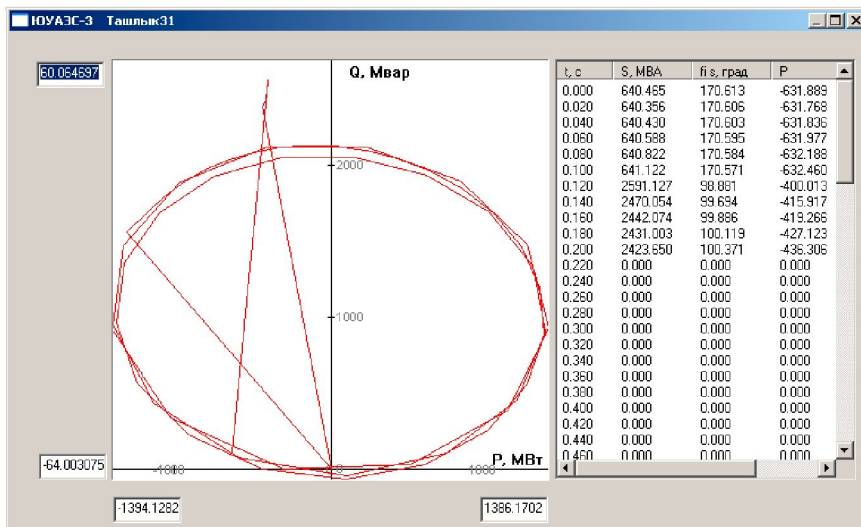 ЮУАЭС-3 Ташлык31
60.064697
Q, Мвар
2000
1000
0
-1000
1000
P, МВт
-64.003075
-1394.1282
1386.1702
t, c S, МВА fi s, град P
0.000 640.465 170.613 -631.889
0.020 640.356 170.606 -631.768
0.040 640.430 170.603 -631.836
0.060 640.588 170.595 -631.977
0.080 640.822 170.584 -632.188
0.100 641.122 170.571 -632.460
0.120 2591.127 98.881 -400.013
0.140 2470.054 99.694 -415.917
0.160 2442.074 99.886 -419.266
0.180 2431.003 100.119 -427.123
0.200 2423.650 100.371 -436.306
0.220 0.000 0.000 0.000
0.240 0.000 0.000 0.000
0.260 0.000 0.000 0.000
0.280 0.000 0.000 0.000
0.300 0.000 0.000 0.000
0.320 0.000 0.000 0.000
0.340 0.000 0.000 0.000
0.360 0.000 0.000 0.000
0.380 0.000 0.000 0.000
0.400 0.000 0.000 0.000
0.420 0.000 0.000 0.000
0.440 0.000 0.000 0.000
0.460 0.000 0.000 0.000